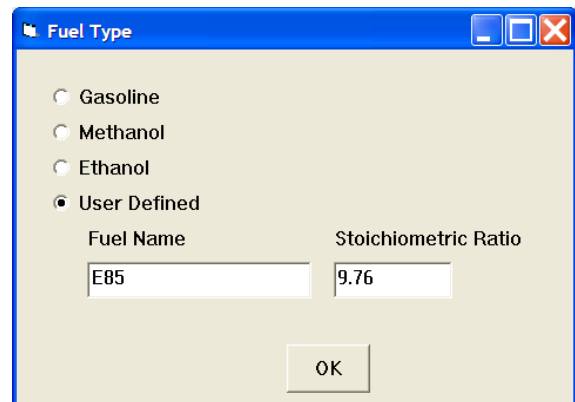 Fuel Type
Gasoline
Methanol
Ethanol
User Defined
Fuel Name Stoichiometric Ratio
E85 9.76
OK